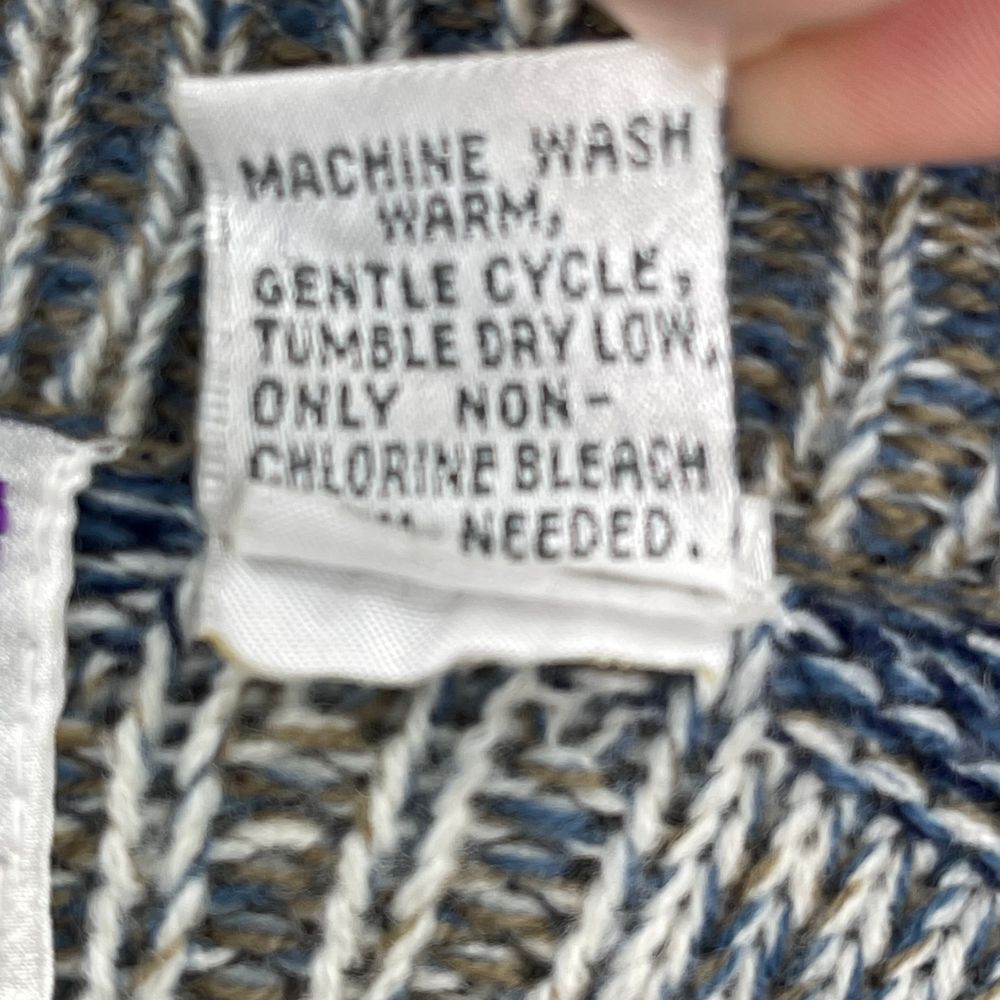 MACHINE WASH
WARM,
GENTLE CYCLE,
TUMBLE DRY LOW,
ONLY NON-
CHLORINE BLEACH
NEEDED.